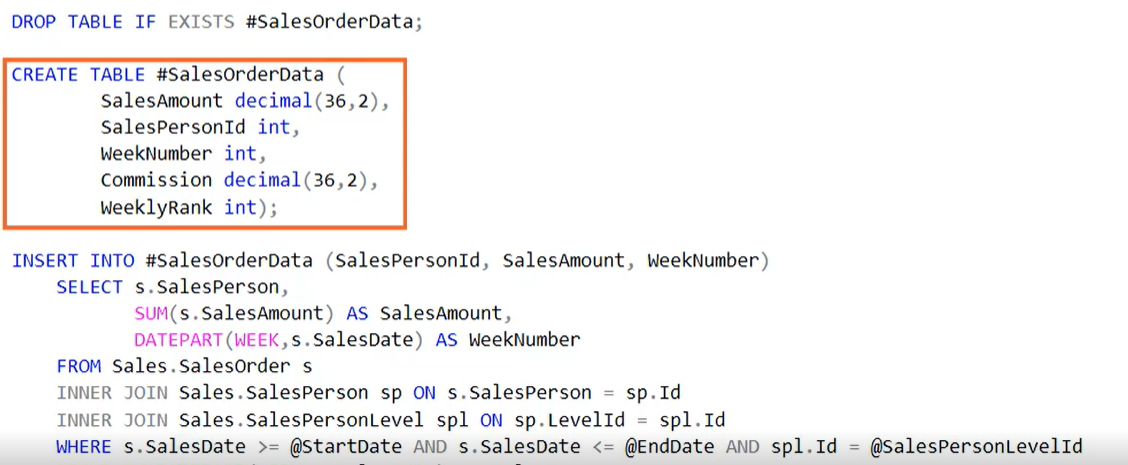 DROP TABLE IF EXISTS #SalesOrderData;
CREATE TABLE #SalesOrderData (
SalesAmount decimal(36,2),
SalesPersonId int,
WeekNumber int,
Commission decimal(36,2),
WeeklyRank int);
INSERT INTO #SalesOrderData (SalesPersonId, SalesAmount, WeekNumber)
SELECT s.SalesPerson,
SUM(s.SalesAmount) AS SalesAmount,
DATEPART(WEEK,s.SalesDate) AS WeekNumber
FROM Sales.SalesOrder s
INNER JOIN Sales.SalesPerson sp ON s.SalesPerson = sp.Id
INNER JOIN Sales.SalesPersonLevel spl ON sp.LevelId = spl.Id
WHERE s.SalesDate >= @StartDate AND s.SalesDate <= @EndDate AND spl.Id = @SalesPersonLevelId